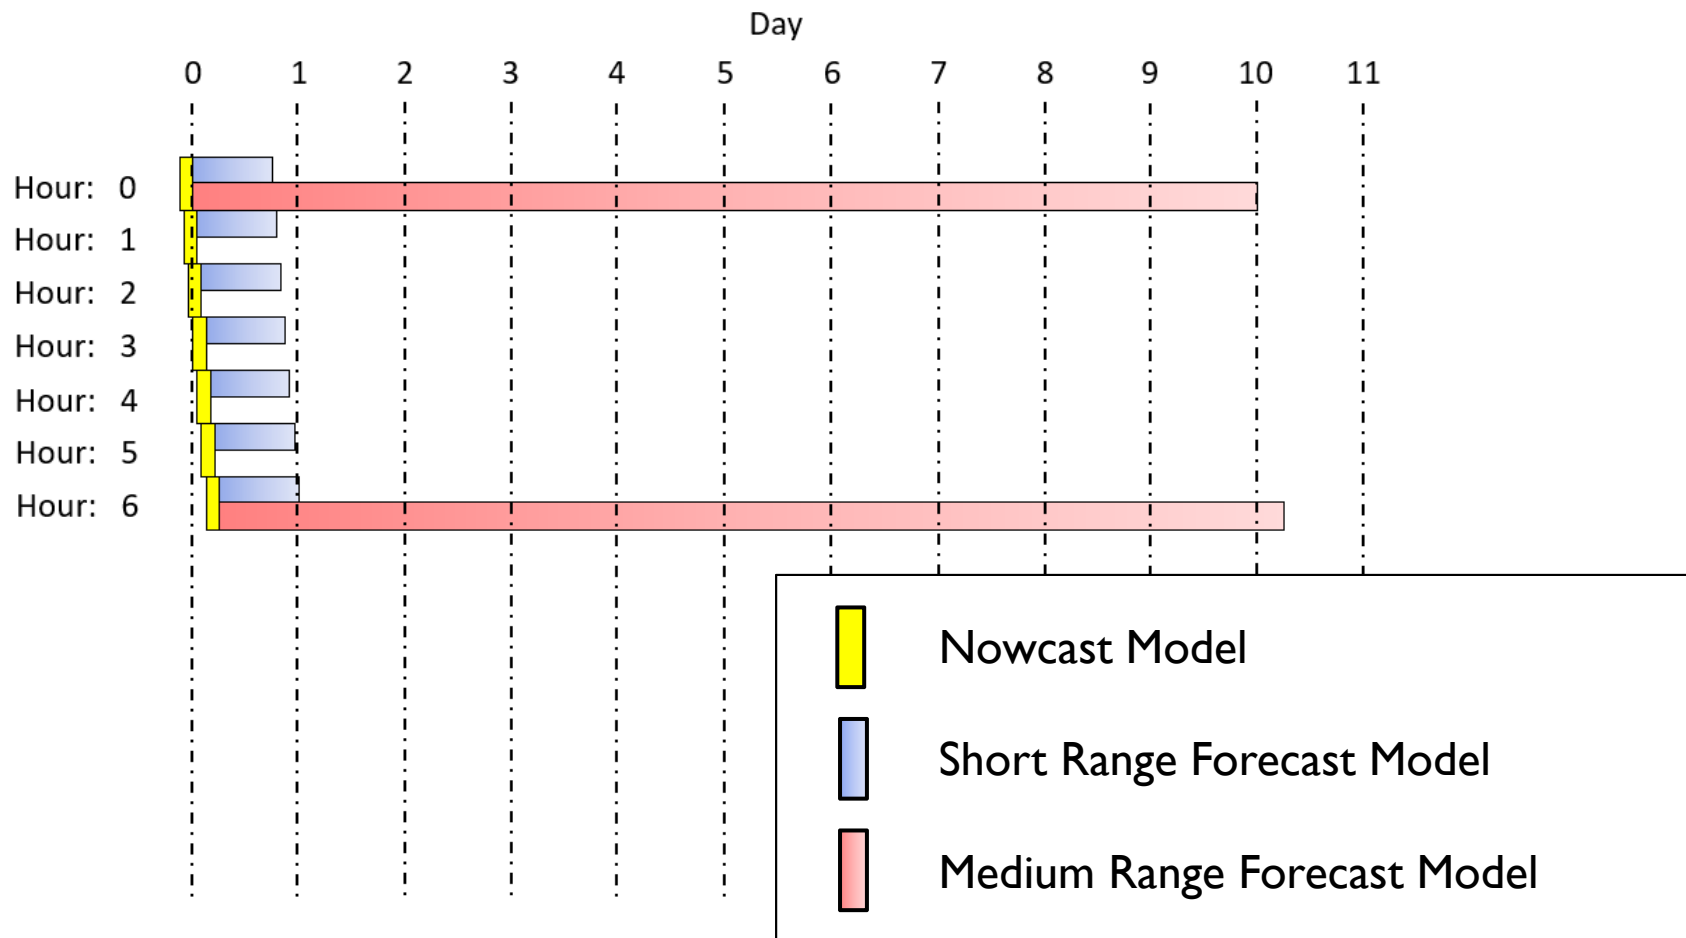 Day
0 1 2 3 4 5 6 7 8 9 10 11
Hour: 0
Hour: 1
Hour: 2
Hour: 3
Hour: 4
Hour: 5
Hour: 6
Nowcast Model
Short Range Forecast Model
Medium Range Forecast Model